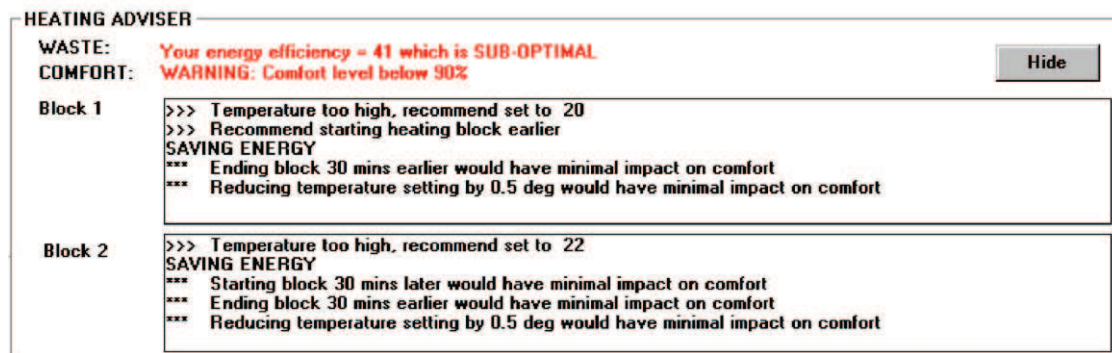 HEATING ADVISER
WASTE: Your energy efficiency = 41 which is SUB-OPTIMAL
COMFORT: WARNING: Comfort level below 90%
Hide
Block 1
>>> Temperature too high, recommend set to 20
>>> Recommend starting heating block earlier
SAVING ENERGY
*** Ending block 30 mins earlier would have minimal impact on comfort
*** Reducing temperature setting by 0.5 deg would have minimal impact on comfort
Block 2
>>> Temperature too high, recommend set to 22
SAVING ENERGY
*** Starting block 30 mins later would have minimal impact on comfort
*** Ending block 30 mins earlier would have minimal impact on comfort
*** Reducing temperature setting by 0.5 deg would have minimal impact on comfort